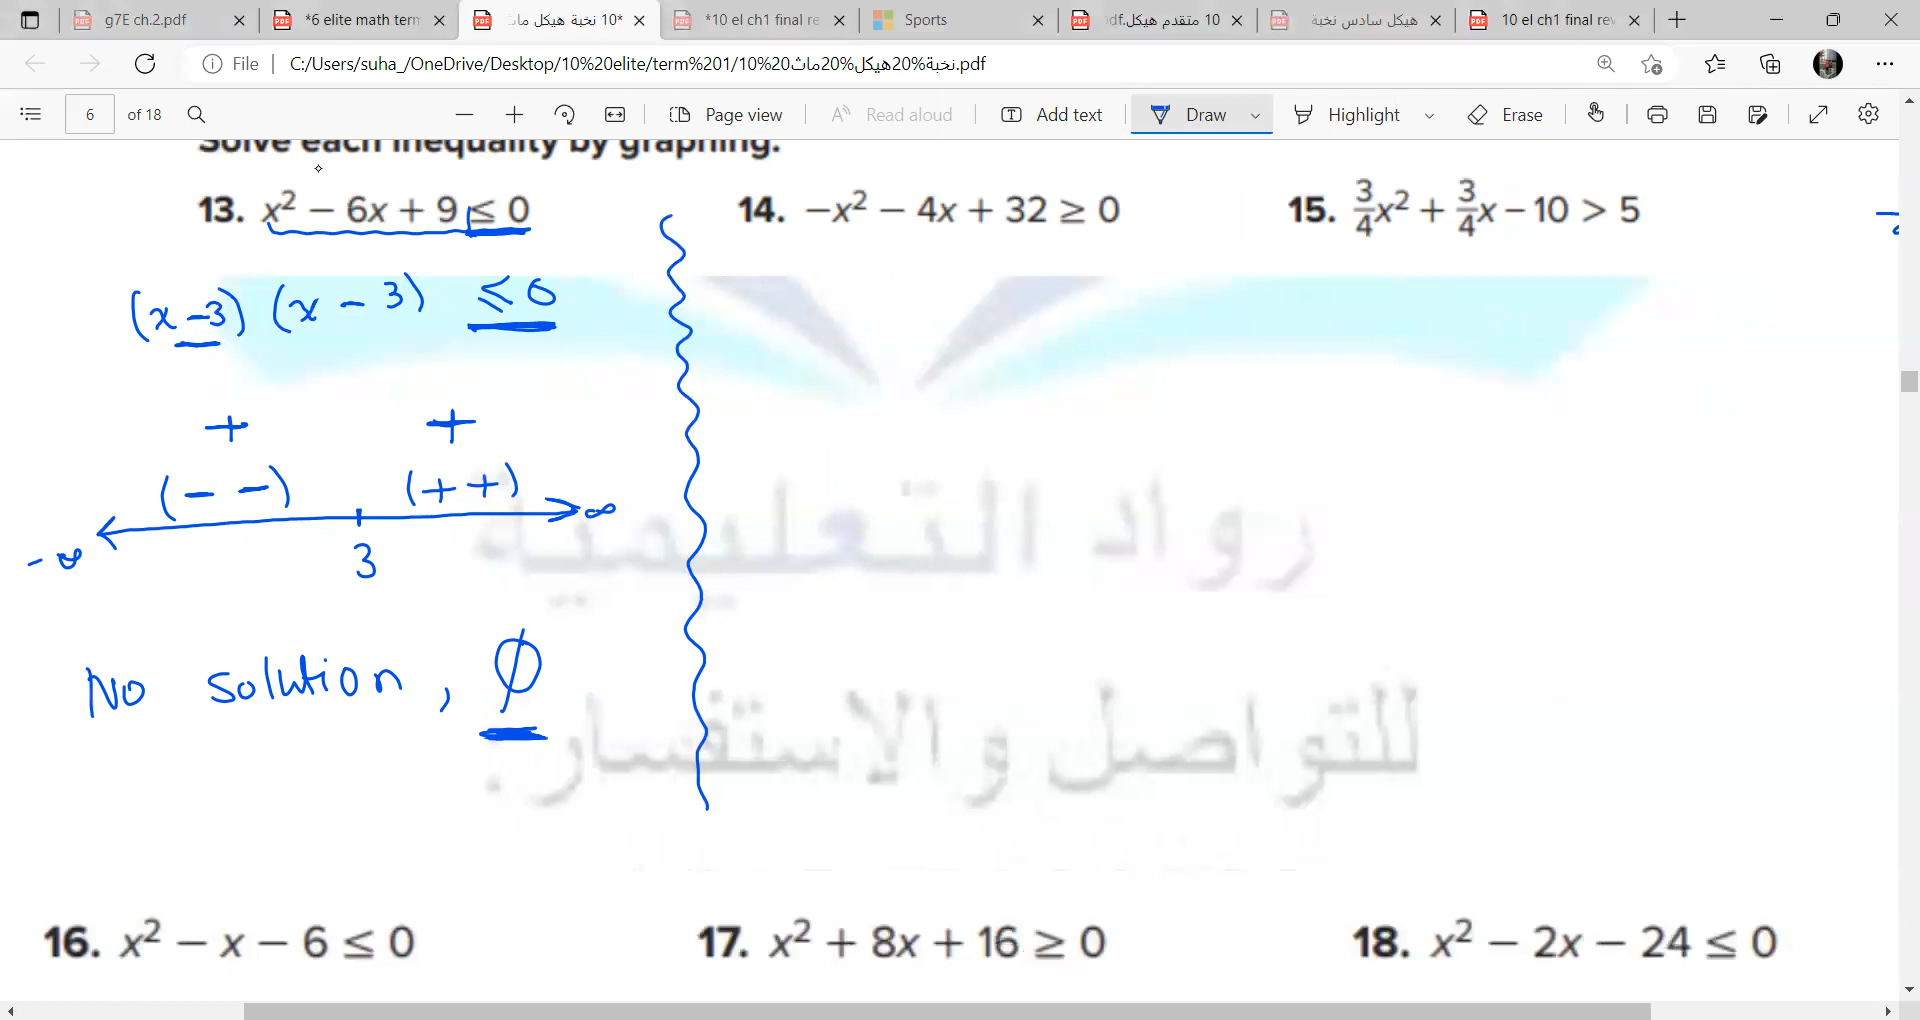 g7E ch.2.pdf
*6 elite math term
*10 نخبة هيكل ماث
*10 el ch1 final re
Sports
10 متقدم هيكل.pdf
هيكل سادس نخبة
10 el ch1 final rev
File | C:/Users/suha_/OneDrive/Desktop/10%20elite/term%201/10%20نخبة%20هيكل%20ماث.pdf
6 of 18
Page view
Read aloud
Add text
Draw
Highlight
Erase
Solve each inequality by graphing.
13. x² − 6x + 9 ≤ 0
14. −x² − 4x + 32 ≥ 0
15. 3/4x² + 3/4x − 10 > 5
(x − 3) (x − 3) ≤ 0
+ +
(− −) (+ +)
-∞ 3 ∞
No solution, ∅
رواد التعليمية
للتواصل والاستفسار:
16. x² − x − 6 ≤ 0
17. x² + 8x + 16 ≥ 0
18. x² − 2x − 24 ≤ 0